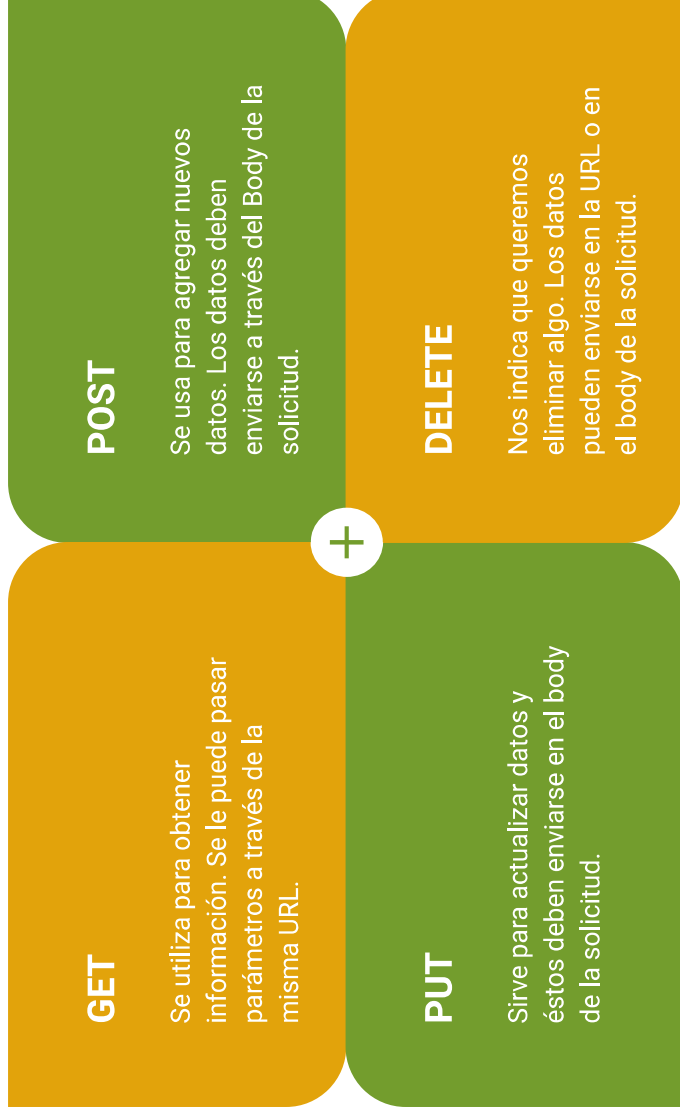 GET
Se utiliza para obtener
información. Se le puede pasar
parámetros a través de la
misma URL.
POST
Se usa para agregar nuevos
datos. Los datos deben
enviarse a través del Body de la
solicitud.
PUT
Sirve para actualizar datos y
éstos deben enviarse en el body
de la solicitud.
DELETE
Nos indica que queremos
eliminar algo. Los datos
pueden enviarse en la URL o en
el body de la solicitud.